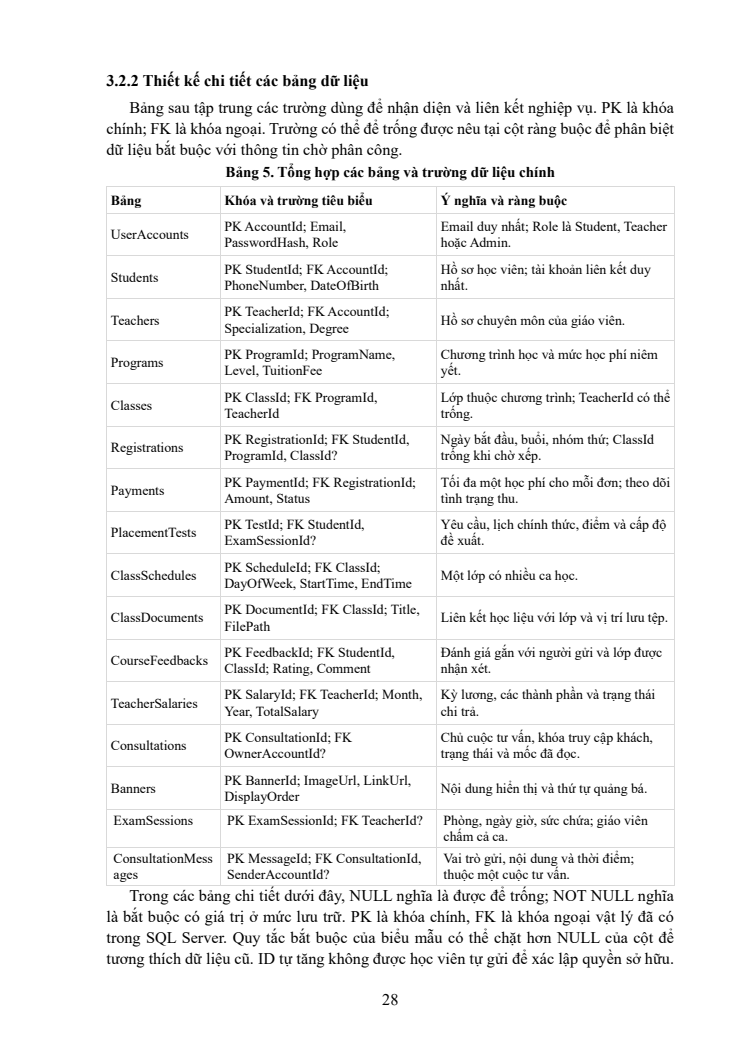 3.2.2 Thiết kế chi tiết các bảng dữ liệu
Bảng sau tập trung các trường dùng để nhận diện và liên kết nghiệp vụ. PK là khóa
chính; FK là khóa ngoại. Trường có thể để trống được nêu tại cột ràng buộc để phân biệt
dữ liệu bắt buộc với thông tin chờ phân công.
Bảng 5. Tổng hợp các bảng và trường dữ liệu chính
Bảng Khóa và trường tiêu biểu Ý nghĩa và ràng buộc
UserAccounts
PK AccountId; Email,
PasswordHash, Role
Email duy nhất; Role là Student, Teacher
hoặc Admin.
Students
PK StudentId; FK AccountId;
PhoneNumber, DateOfBirth
Hồ sơ học viên; tài khoản liên kết duy
nhất.
Teachers
PK TeacherId; FK AccountId;
Specialization, Degree
Hồ sơ chuyên môn của giáo viên.
Programs
PK ProgramId; ProgramName,
Level, TuitionFee
Chương trình học và mức học phí niêm
yết.
Classes
PK ClassId; FK ProgramId,
TeacherId
Lớp thuộc chương trình; TeacherId có thể
trống.
Registrations
PK RegistrationId; FK StudentId,
ProgramId, ClassId?
Ngày bắt đầu, buổi, nhóm thứ; ClassId
trống khi chờ xếp.
Payments
PK PaymentId; FK RegistrationId;
Amount, Status
Tối đa một học phí cho mỗi đơn; theo dõi
tình trạng thu.
PlacementTests
PK TestId; FK StudentId,
ExamSessionId?
Yêu cầu, lịch chính thức, điểm và cấp độ
đề xuất.
ClassSchedules
PK ScheduleId; FK ClassId;
DayOfWeek, StartTime, EndTime
Một lớp có nhiều ca học.
ClassDocuments
PK DocumentId; FK ClassId; Title,
FilePath
Liên kết học liệu với lớp và vị trí lưu tệp.
CourseFeedbacks
PK FeedbackId; FK StudentId,
ClassId; Rating, Comment
Đánh giá gắn với người gửi và lớp được
nhận xét.
TeacherSalaries
PK SalaryId; FK TeacherId; Month,
Year, TotalSalary
Kỳ lương, các thành phần và trạng thái
chi trả.
Consultations
PK ConsultationId; FK
OwnerAccountId?
Chủ cuộc tư vấn, khóa truy cập khách,
trạng thái và mốc đã đọc.
Banners
PK BannerId; ImageUrl, LinkUrl,
DisplayOrder
Nội dung hiển thị và thứ tự quảng bá.
ExamSessions
PK ExamSessionId; FK TeacherId?
Phòng, ngày giờ, sức chứa; giáo viên
chấm cả ca.
ConsultationMess
ages
PK MessageId; FK ConsultationId,
SenderAccountId?
Vai trò gửi, nội dung và thời điểm;
thuộc một cuộc tư vấn.
Trong các bảng chi tiết dưới đây, NULL nghĩa là được để trống; NOT NULL nghĩa
là bắt buộc có giá trị ở mức lưu trữ. PK là khóa chính, FK là khóa ngoại vật lý đã có
trong SQL Server. Quy tắc bắt buộc của biểu mẫu có thể chặt hơn NULL của cột để
tương thích dữ liệu cũ. ID tự tăng không được học viên tự gửi để xác lập quyền sở hữu.
28